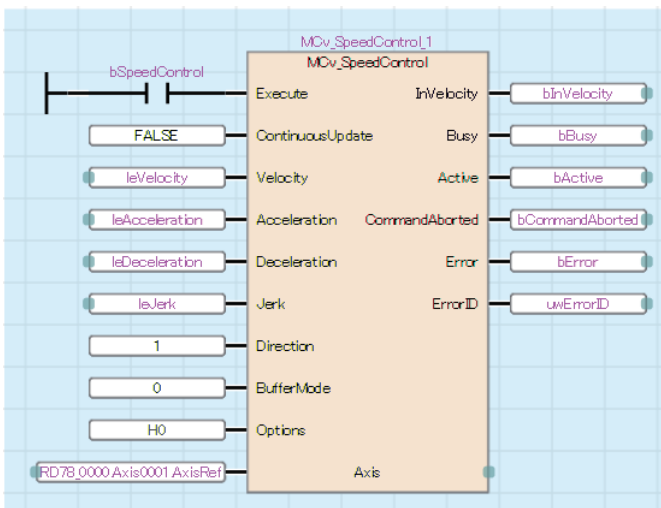 MCv_SpeedControl_1
MCv_SpeedControl
bSpeedControl
Execute InVelocity bInVelocity
FALSE ContinuousUpdate Busy bBusy
leVelocity Velocity Active bActive
leAcceleration Acceleration CommandAborted bCommandAborted
leDeceleration Deceleration Error bError
leJerk Jerk ErrorID uwErrorID
1 Direction
0 BufferMode
H0 Options
RD78_0000.Axis0001.AxisRef Axis